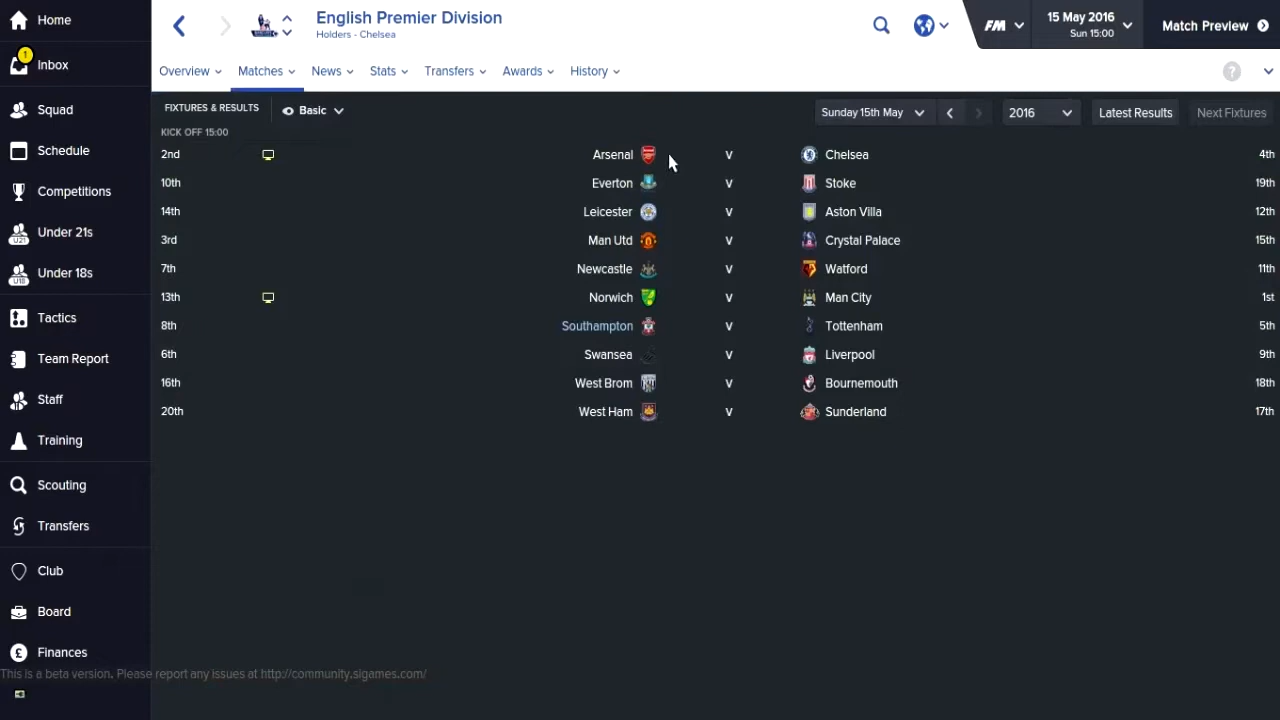 Home
English Premier Division
Holders - Chelsea
FM
15 May 2016
Sun 15:00
Match Preview
1
Inbox
Overview
Matches
News
Stats
Transfers
Awards
History
?
Squad
Schedule
Competitions
Under 21s
U21
Under 18s
U18
Tactics
Team Report
Staff
Training
Scouting
Transfers
Club
Board
£ Finances
FIXTURES & RESULTS
Basic
Sunday 15th May
2016
Latest Results
Next Fixtures
KICK OFF 15:00
2nd Arsenal V Chelsea 4th
10th Everton V Stoke 19th
14th Leicester V Aston Villa 12th
3rd Man Utd V Crystal Palace 15th
7th Newcastle V Watford 11th
13th Norwich V Man City 1st
8th Southampton V Tottenham 5th
6th Swansea V Liverpool 9th
16th West Brom V Bournemouth 18th
20th West Ham V Sunderland 17th
This is a beta version. Please report any issues at http://community.sigames.com/